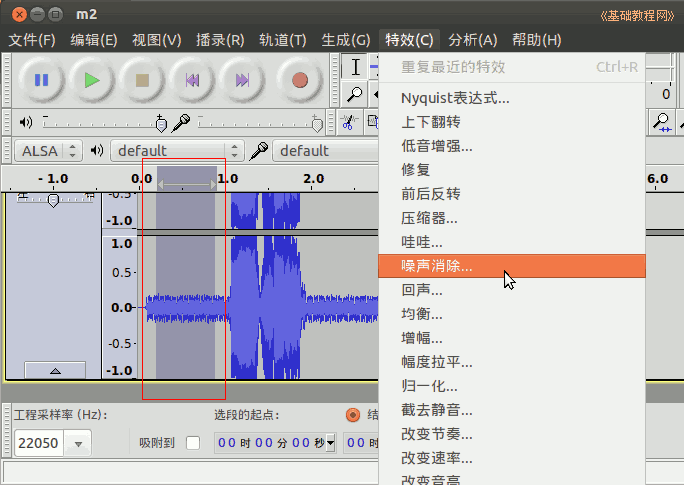 m2
《基础教程网》
文件(F) 编辑(E) 视图(V) 播录(R) 轨道(T) 生成(G) 特效(C) 分析(A) 帮助(H)
重复最近的特效 Ctrl+R
0
Nyquist表达式...
上下翻转
低音增强...
ALSA default default
修复
- 1.0 0.0 1.0 2.0 6.0
前后反转
-0.5
-1.0
压缩器...
1.0
哇哇...
0.5
噪声消除...
回声...
0.0
均衡...
-0.5
增幅...
幅度拉平...
-1.0
归一化...
工程采样率 (Hz): 选段的起点:
截去静音...
22050 吸附到 00 时 00 分 00 秒 00 时
改变节奏...
改变速率...
改变音高